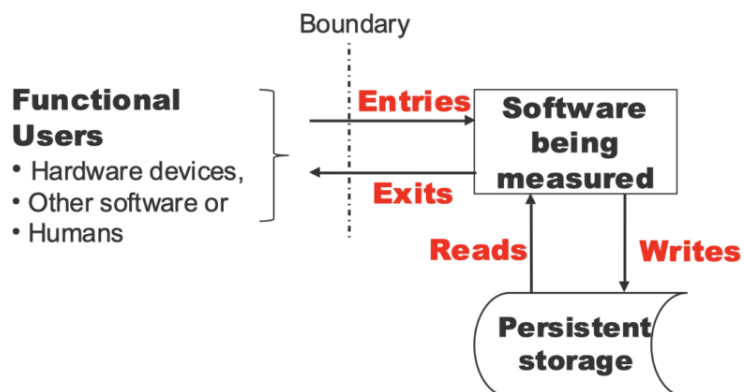 Boundary
Functional
Users
• Hardware devices,
• Other software or
• Humans
Entries
Exits
Software
being
measured
Reads
Writes
Persistent
storage